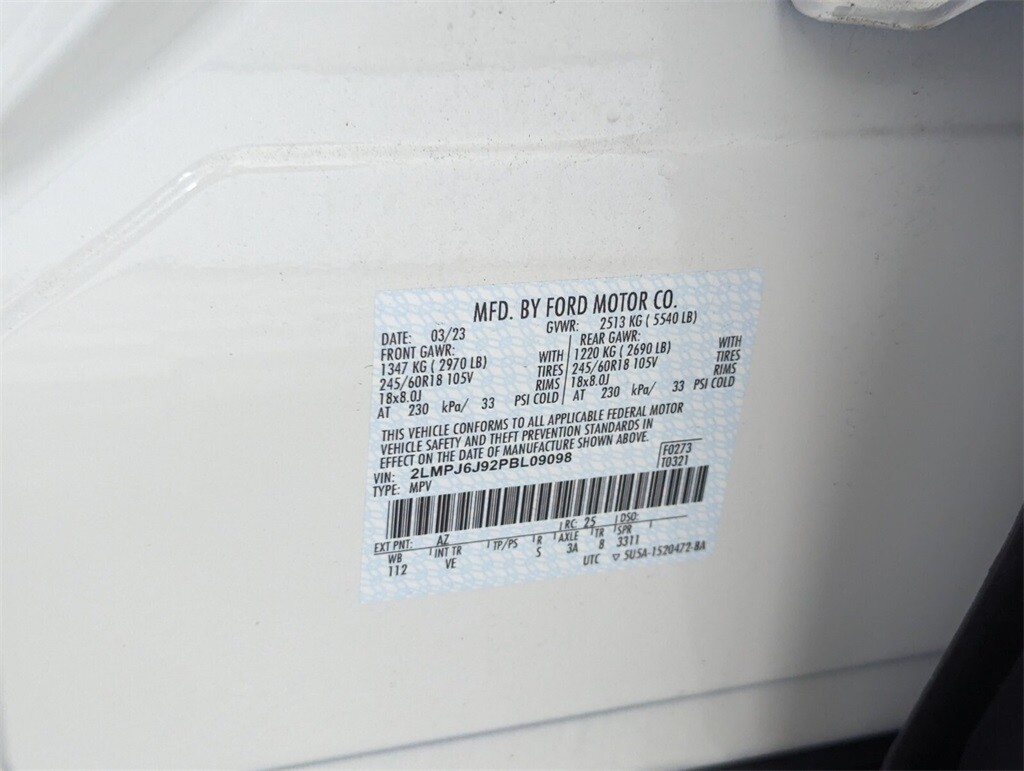 MFD. BY FORD MOTOR CO.
DATE: 03/23 GVWR: 2513 KG ( 5540 LB)
FRONT GAWR: REAR GAWR:
1347 KG ( 2970 LB) WITH 1220 KG ( 2690 LB) WITH
245/60R18 105V TIRES 245/60R18 105V TIRES
18x8.0J RIMS 18x8.0J RIMS
AT 230 kPa/ 33 PSI COLD AT 230 kPa/ 33 PSI COLD
THIS VEHICLE CONFORMS TO ALL APPLICABLE FEDERAL MOTOR
VEHICLE SAFETY AND THEFT PREVENTION STANDARDS IN
EFFECT ON THE DATE OF MANUFACTURE SHOWN ABOVE.
VIN: 2LMPJ6J92PBL09098 F0273
TYPE: MPV T0321
EXT PNT: AZ RC: 25 DSO:
WB INT TR TP/PS R AXLE TR SPR
112 VE S 3A 8 3311
UTC ▽ 5U5A-1520472-BA